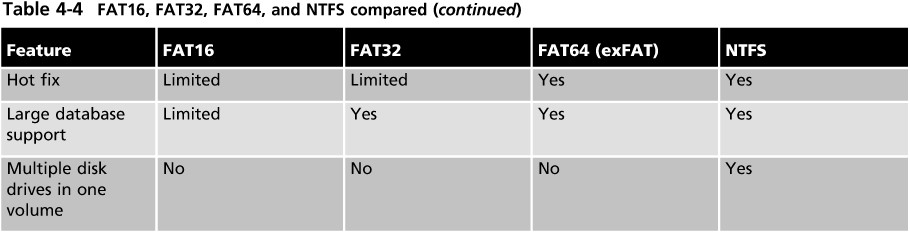 Table 4-4 FAT16, FAT32, FAT64, and NTFS compared (continued)
Feature FAT16 FAT32 FAT64 (exFAT) NTFS
Hot fix Limited Limited Yes Yes
Large database Limited Yes Yes Yes
support
Multiple disk No No No Yes
drives in one
volume